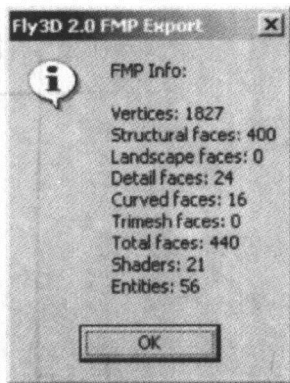 Fly3D 2.0 FMP Export
FMP Info:
Vertices: 1827
Structural faces: 400
Landscape faces: 0
Detail faces: 24
Curved faces: 16
Trimesh faces: 0
Total faces: 440
Shaders: 21
Entities: 56
OK